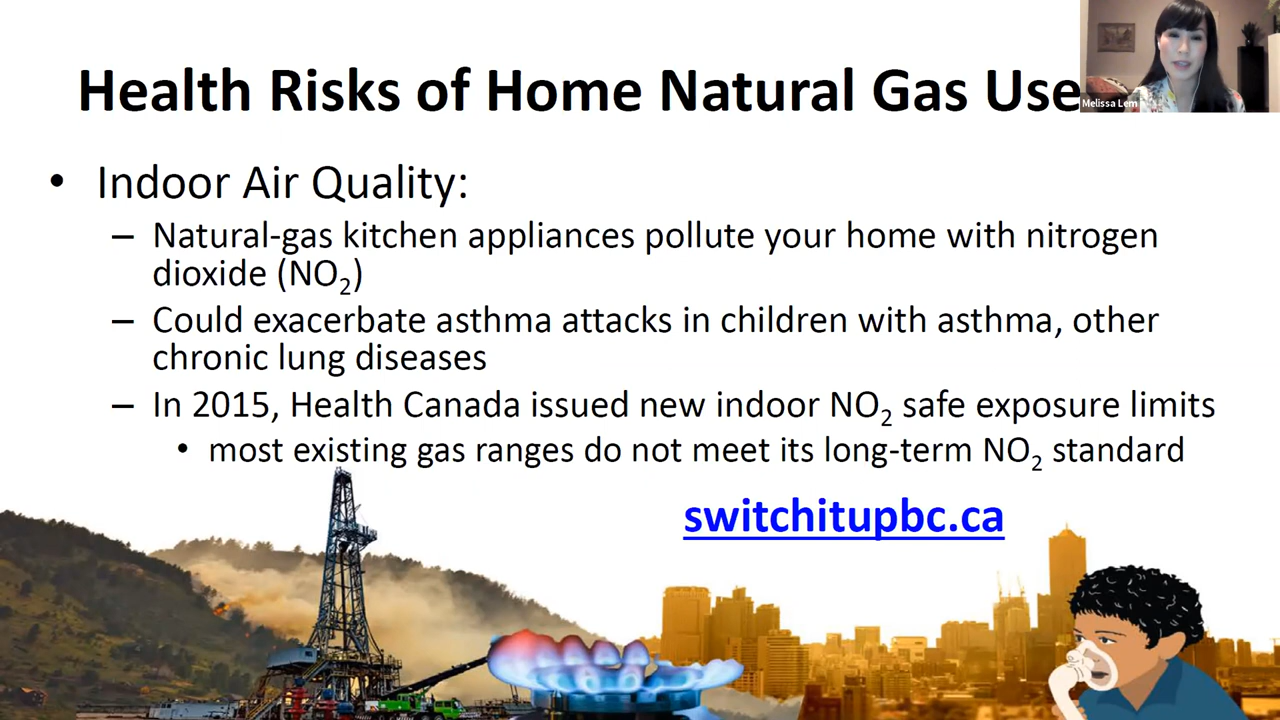 Health Risks of Home Natural Gas Use
Melissa Lem
• Indoor Air Quality:
– Natural-gas kitchen appliances pollute your home with nitrogen
dioxide (NO₂)
– Could exacerbate asthma attacks in children with asthma, other
chronic lung diseases
– In 2015, Health Canada issued new indoor NO₂ safe exposure limits
• most existing gas ranges do not meet its long-term NO₂ standard
switchitupbc.ca